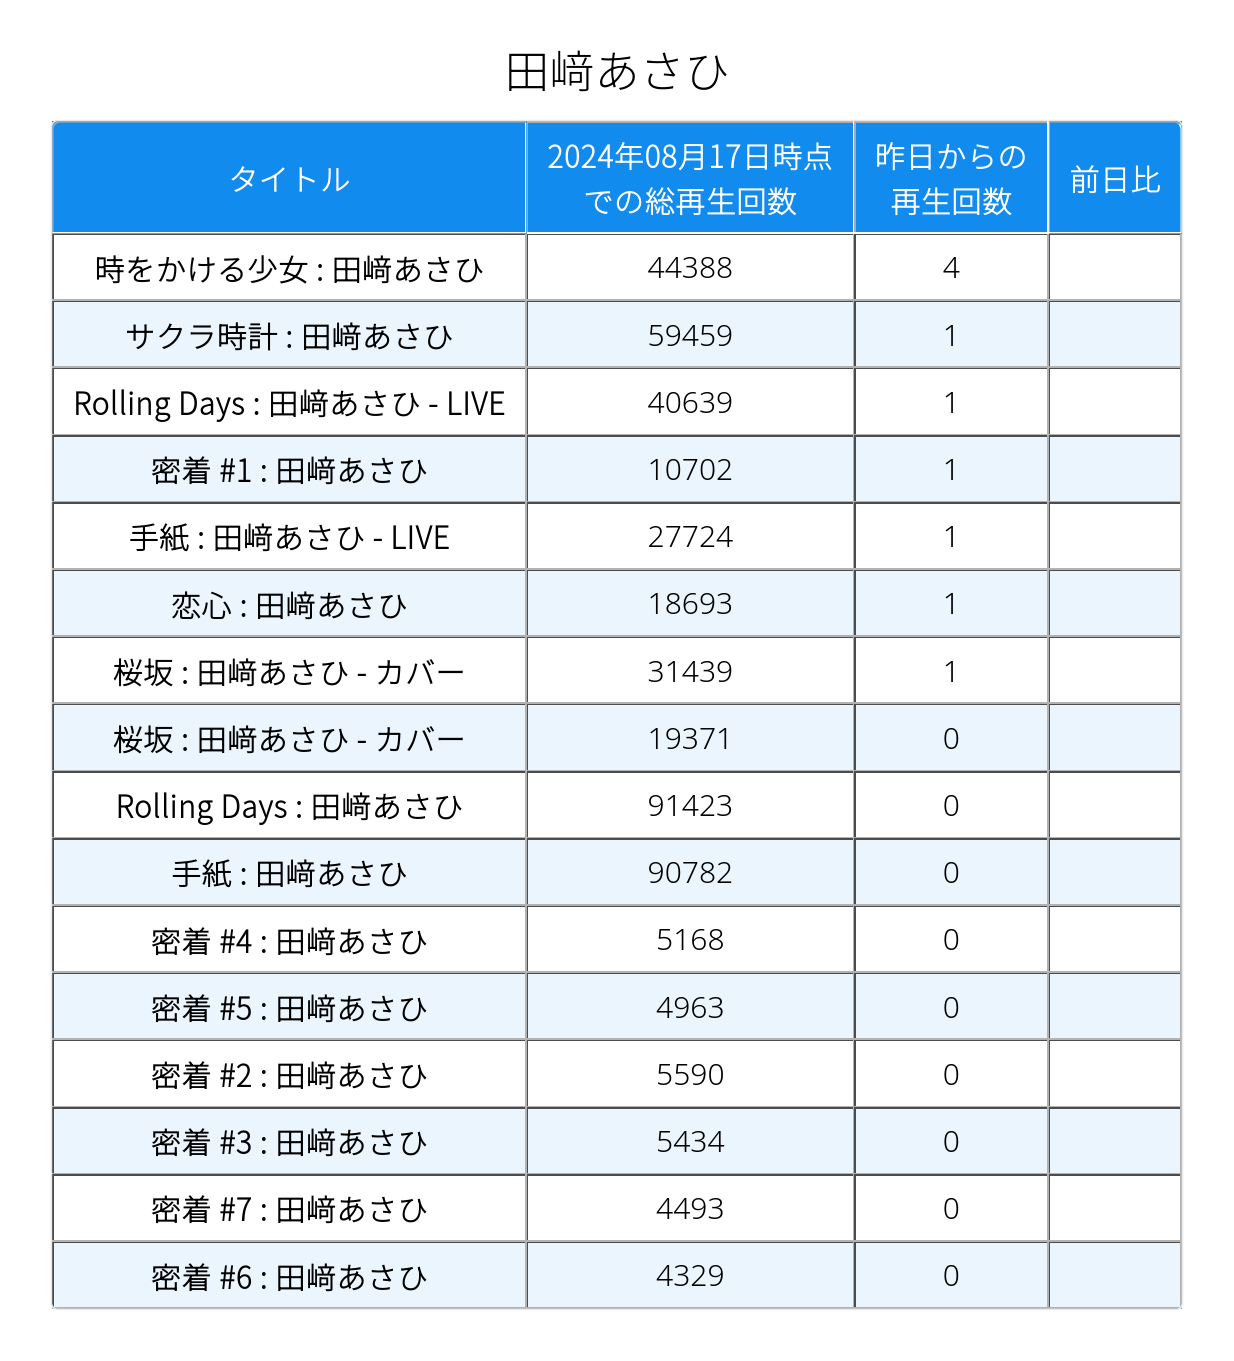 田﨑あさひ
タイトル
2024年08月17日時点
での総再生回数
昨日からの
再生回数
前日比
時をかける少女 : 田﨑あさひ 44388 4
サクラ時計 : 田﨑あさひ 59459 1
Rolling Days : 田﨑あさひ - LIVE 40639 1
密着 #1 : 田﨑あさひ 10702 1
手紙 : 田﨑あさひ - LIVE 27724 1
恋心 : 田﨑あさひ 18693 1
桜坂 : 田﨑あさひ - カバー 31439 1
桜坂 : 田﨑あさひ - カバー 19371 0
Rolling Days : 田﨑あさひ 91423 0
手紙 : 田﨑あさひ 90782 0
密着 #4 : 田﨑あさひ 5168 0
密着 #5 : 田﨑あさひ 4963 0
密着 #2 : 田﨑あさひ 5590 0
密着 #3 : 田﨑あさひ 5434 0
密着 #7 : 田﨑あさひ 4493 0
密着 #6 : 田﨑あさひ 4329 0